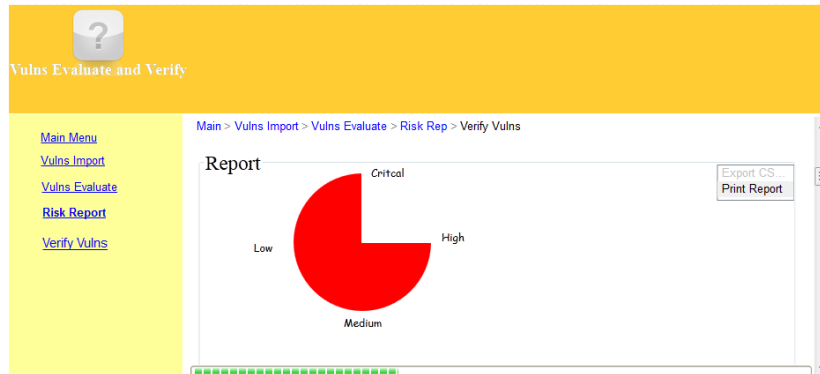 ?
Vulns Evaluate and Verify
Main > Vulns Import > Vulns Evaluate > Risk Rep > Verify Vulns
Main Menu
Vulns Import
Vulns Evaluate
Risk Report
Verify Vulns
Report
Export CS...
Print Report
Critcal
High
Low
Medium